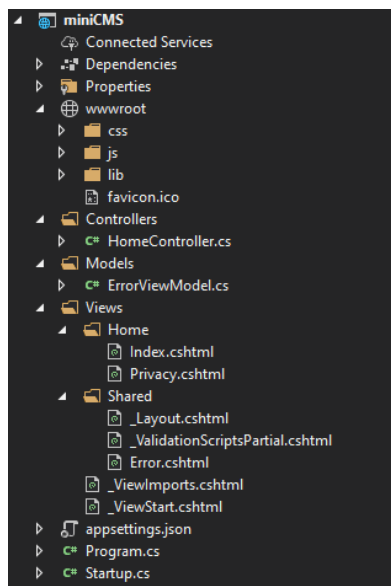 miniCMS
Connected Services
Dependencies
Properties
wwwroot
css
js
lib
favicon.ico
Controllers
C# HomeController.cs
Models
C# ErrorViewModel.cs
Views
Home
Index.cshtml
Privacy.cshtml
Shared
_Layout.cshtml
_ValidationScriptsPartial.cshtml
Error.cshtml
_ViewImports.cshtml
_ViewStart.cshtml
appsettings.json
C# Program.cs
C# Startup.cs